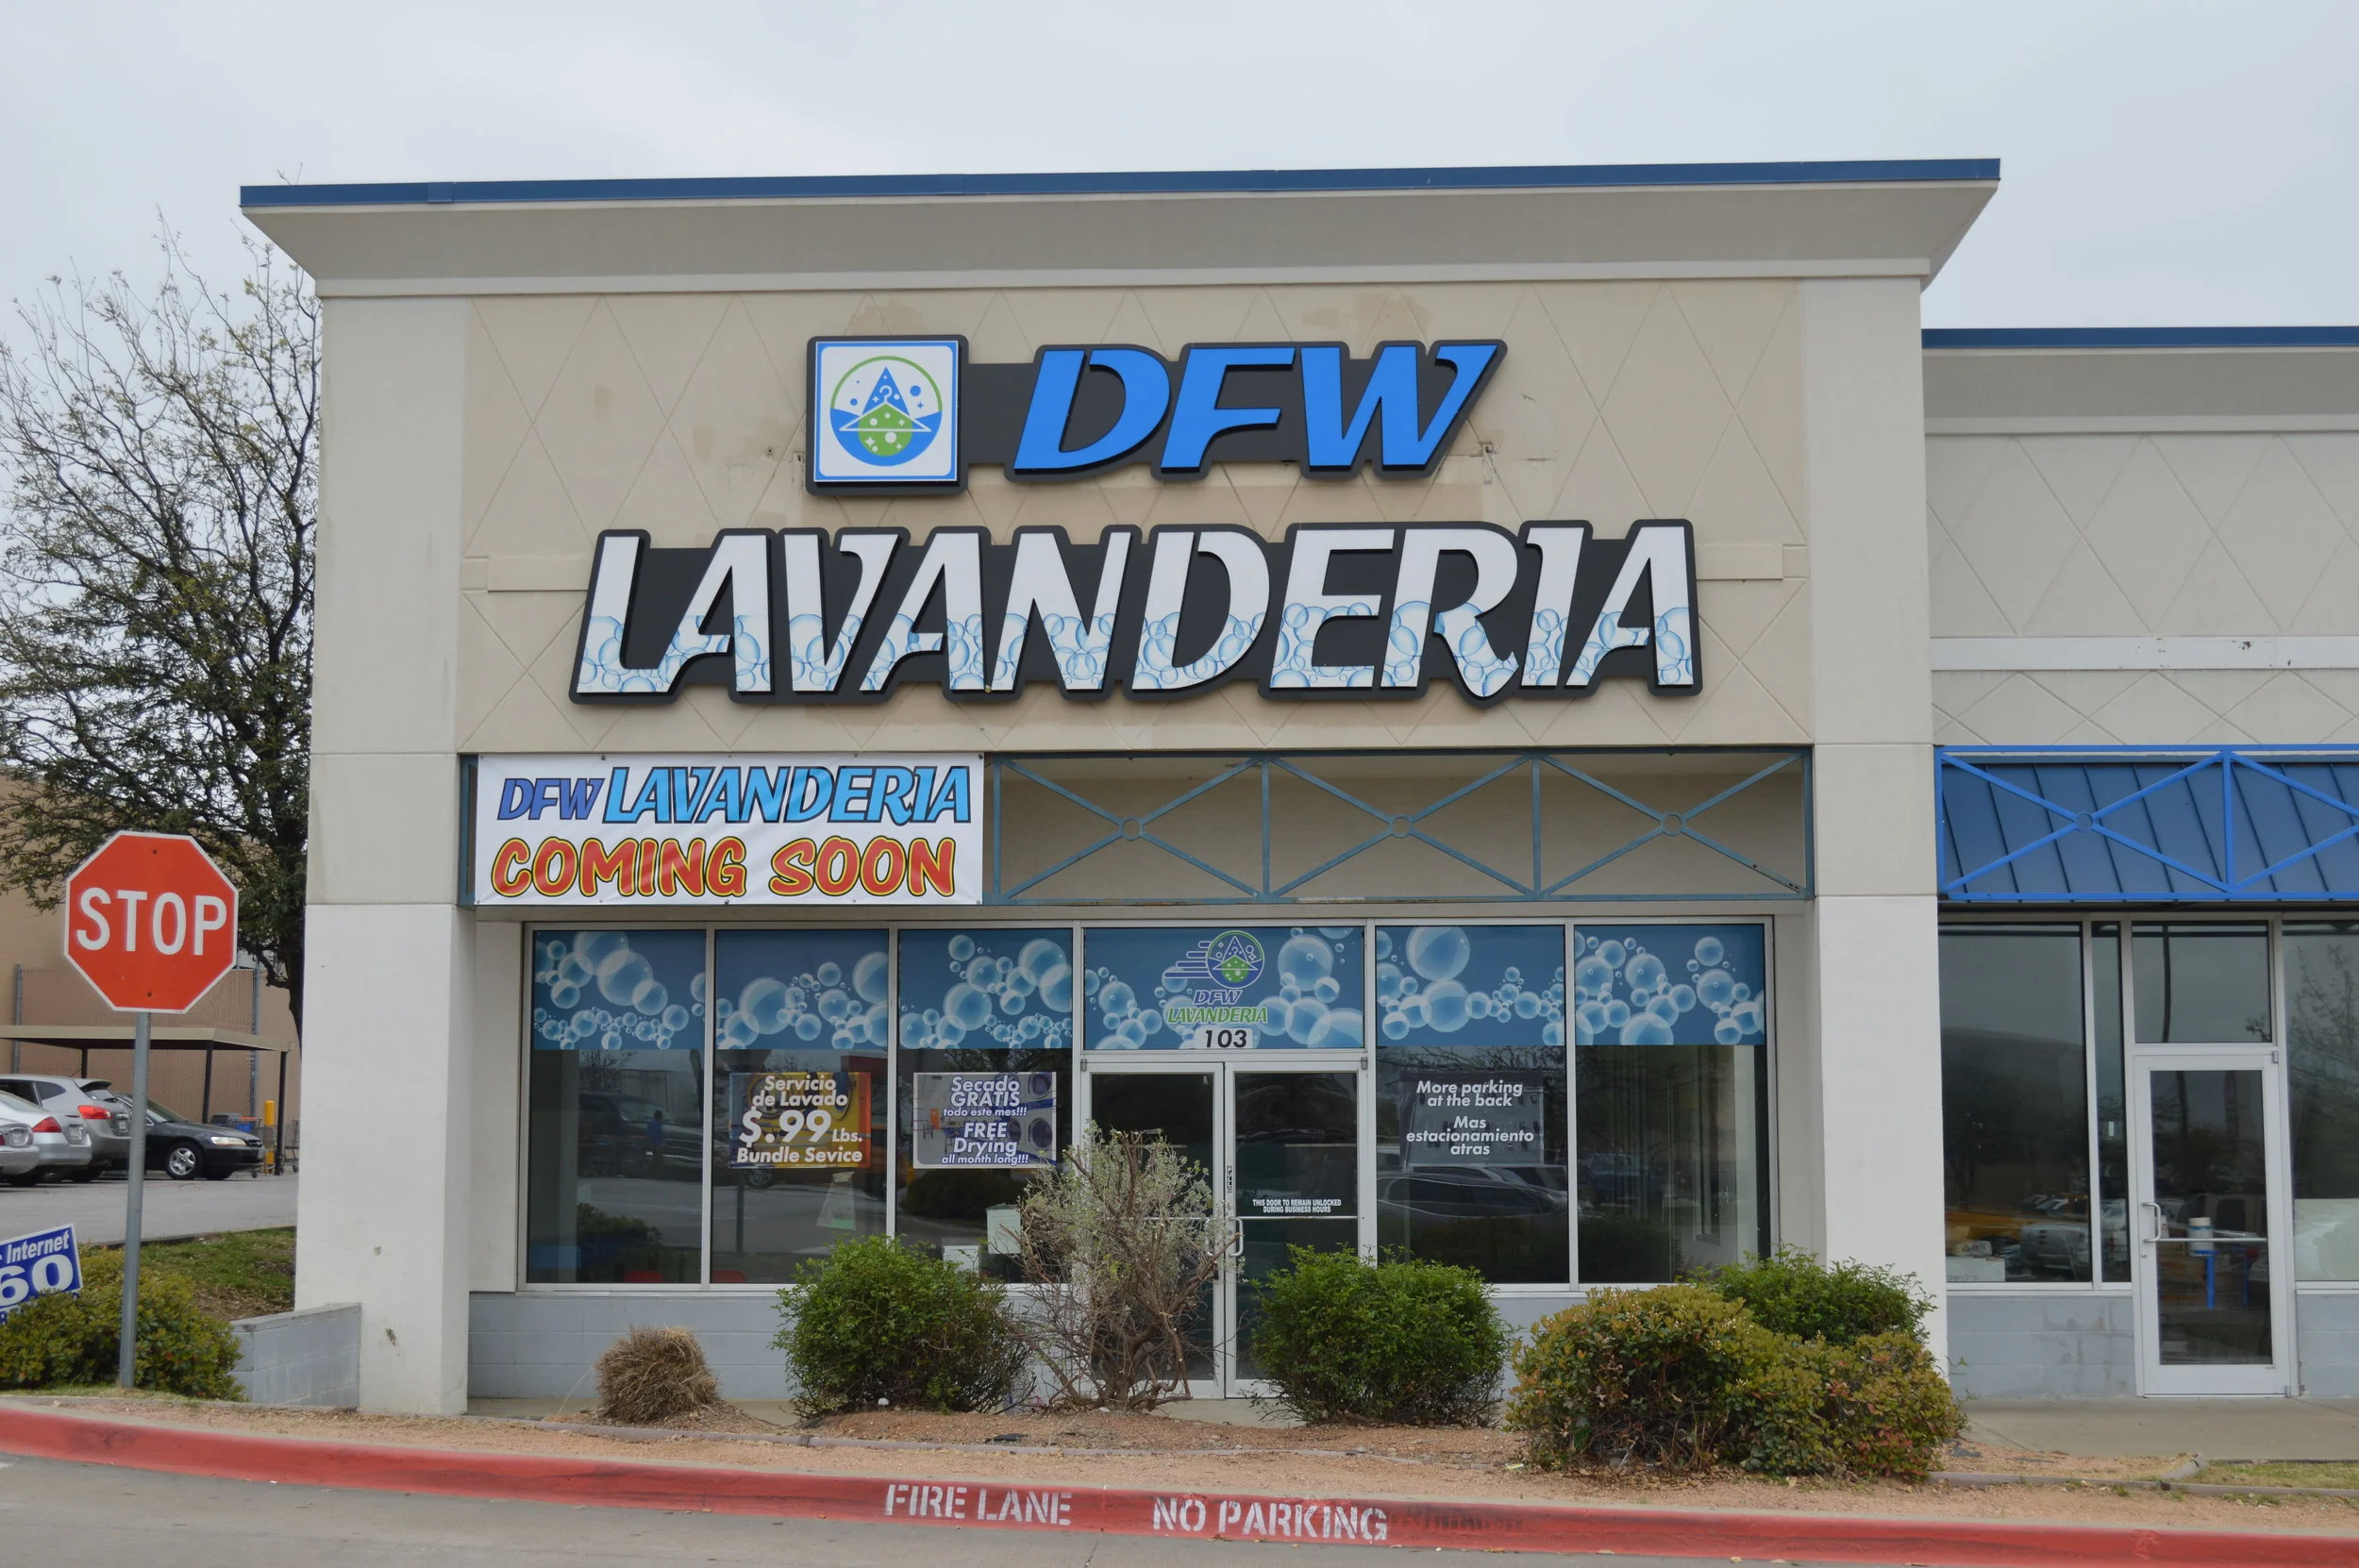 DFW
LAVANDERIA
DFW LAVANDERIA
COMING SOON
STOP
DFW
LAVANDERIA
103
Servicio
de Lavado
$.99 Lbs.
Bundle Sevice
Secado
GRATIS
todo este mes!!!
FREE
Drying
all month long!!!
More parking
at the back
Mas
estacionamiento
atras
THIS DOOR TO REMAIN UNLOCKED
DURING BUSINESS HOURS
Internet
60
FIRE LANE NO PARKING